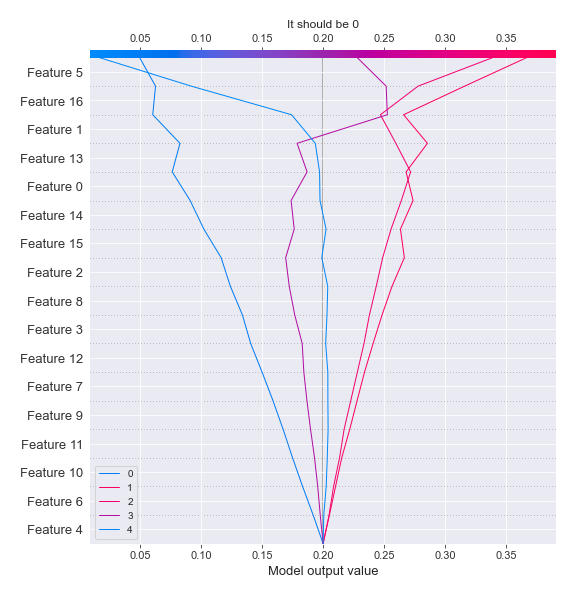 It should be 0
0.05 0.10 0.15 0.20 0.25 0.30 0.35
Feature 5
Feature 16
Feature 1
Feature 13
Feature 0
Feature 14
Feature 15
Feature 2
Feature 8
Feature 3
Feature 12
Feature 7
Feature 9
Feature 11
Feature 10
Feature 6
Feature 4
0
1
2
3
4
0.05 0.10 0.15 0.20 0.25 0.30 0.35
Model output value